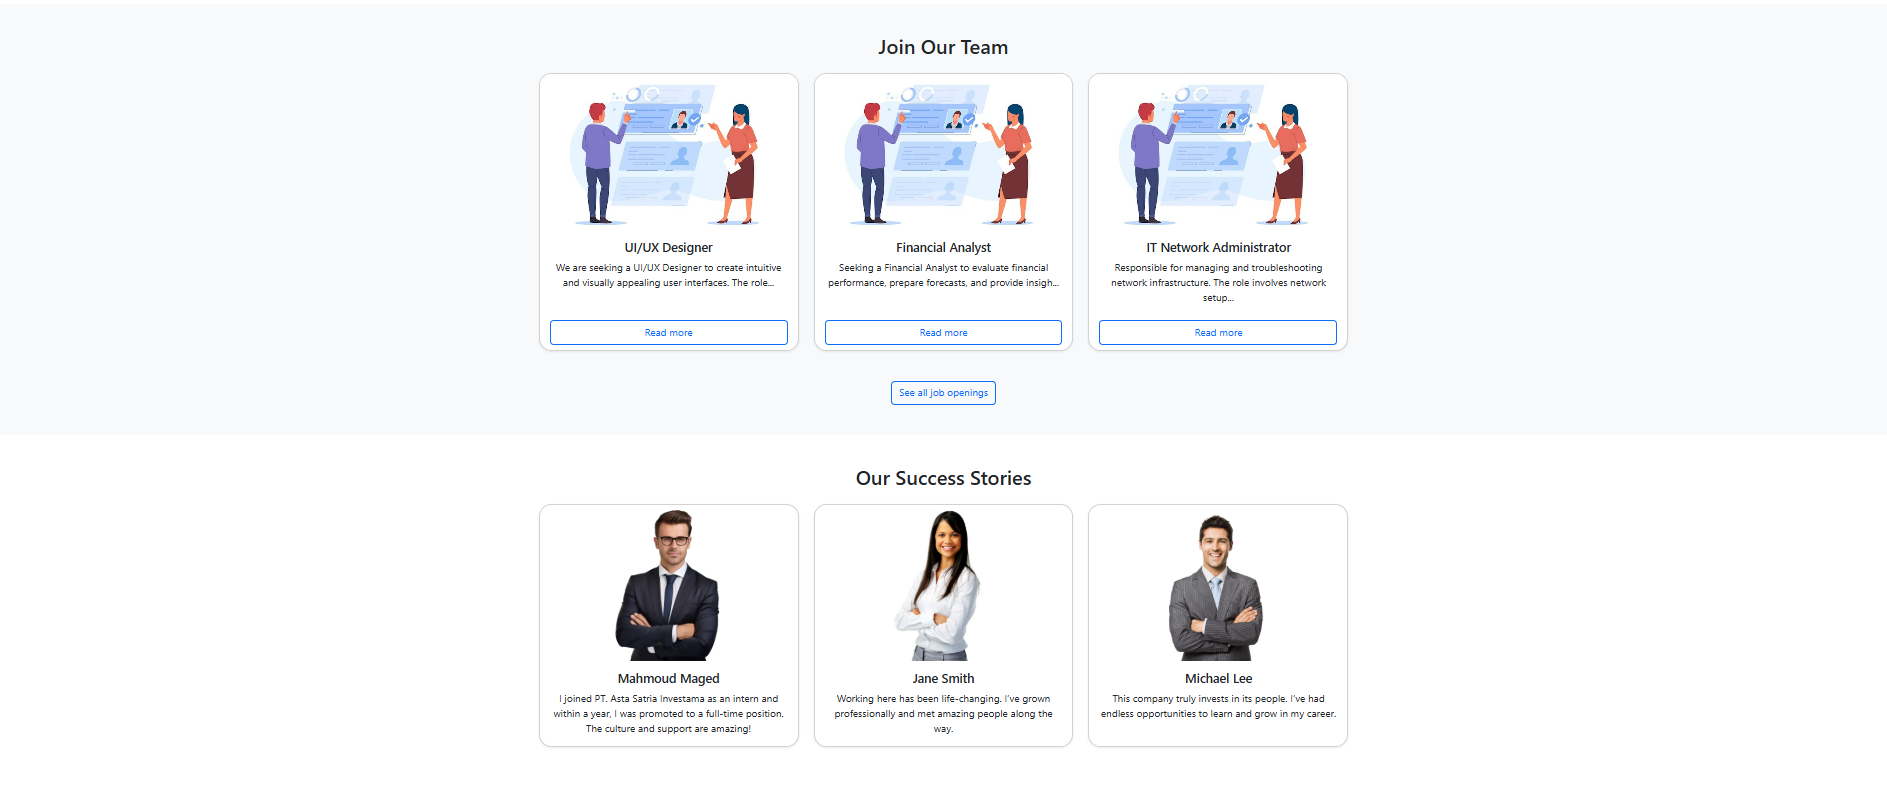 Join Our Team
UI/UX Designer
We are seeking a UI/UX Designer to create intuitive
and visually appealing user interfaces. The role...
Read more
Financial Analyst
Seeking a Financial Analyst to evaluate financial
performance, prepare forecasts, and provide insigh...
Read more
IT Network Administrator
Responsible for managing and troubleshooting
network infrastructure. The role involves network
setup...
Read more
See all job openings
Our Success Stories
Mahmoud Maged
I joined PT. Asta Satria Investama as an intern and
within a year, I was promoted to a full-time position.
The culture and support are amazing!
Jane Smith
Working here has been life-changing. I've grown
professionally and met amazing people along the
way.
Michael Lee
This company truly invests in its people. I've had
endless opportunities to learn and grow in my career.